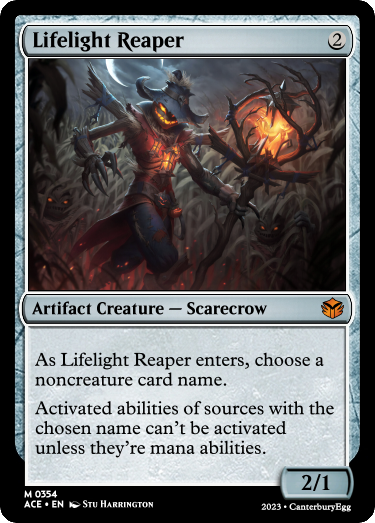 Lifelight Reaper 2
Artifact Creature — Scarecrow
As Lifelight Reaper enters, choose a
noncreature card name.
Activated abilities of sources with the
chosen name can't be activated
unless they're mana abilities.
2/1
M 0354
ACE • EN Stu Harrington
2023 • CanterburyEgg